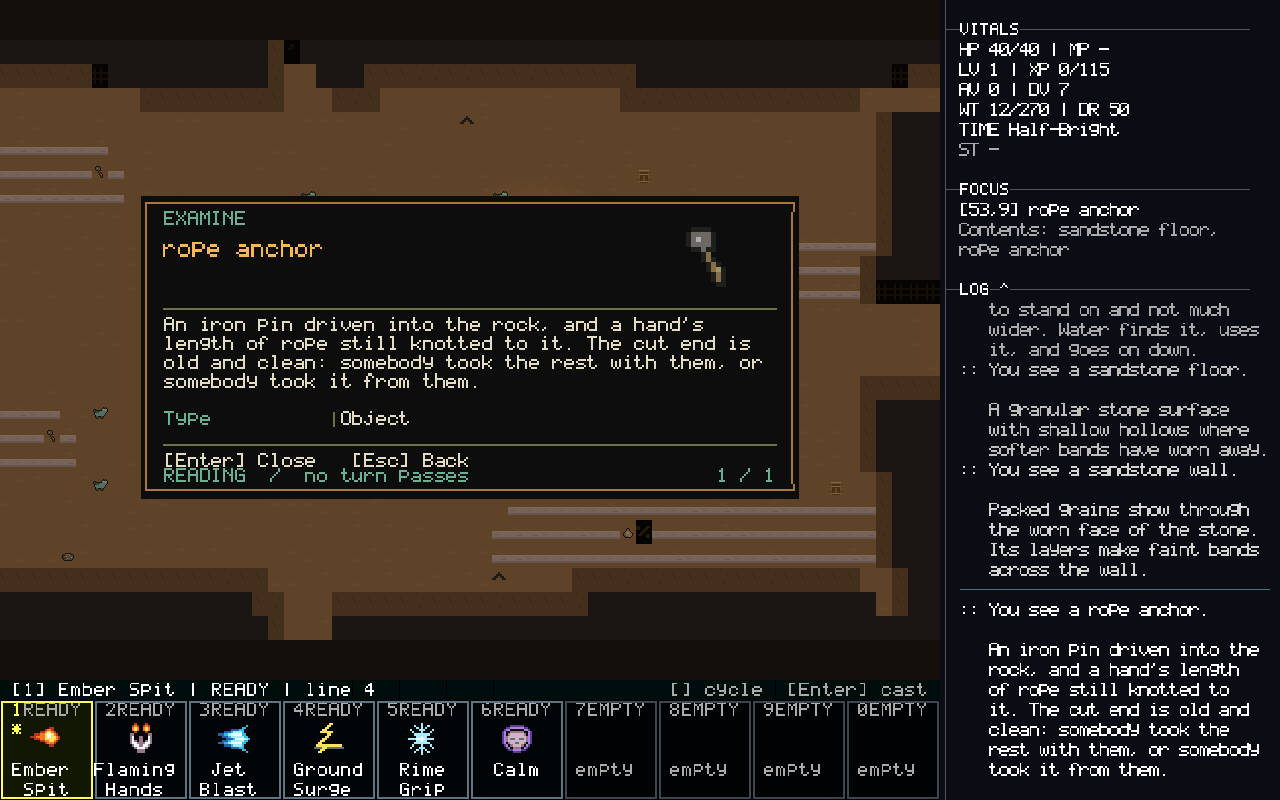 EXAMINE
rope anchor
An iron pin driven into the rock, and a hand's
length of rope still knotted to it. The cut end is
old and clean: somebody took the rest with them, or
somebody took it from them.
Type |Object
[Enter] Close [Esc] Back
READING / no turn passes 1 / 1
VITALS
HP 40/40 | MP -
LV 1 | XP 0/115
AV 0 | DV 7
WT 12/270 | DR 50
TIME Half-Bright
ST -
FOCUS
[53,9] rope anchor
Contents: sandstone floor,
rope anchor
LOG ^
to stand on and not much
wider. Water finds it, uses
it, and goes on down.
:: You see a sandstone floor.
A granular stone surface
with shallow hollows where
softer bands have worn away.
:: You see a sandstone wall.
Packed grains show through
the worn face of the stone.
Its layers make faint bands
across the wall.
:: You see a rope anchor.
An iron pin driven into the
rock, and a hand's length
of rope still knotted to
it. The cut end is old and
clean: somebody took the
rest with them, or somebody
took it from them.
[1] Ember Spit | READY | line 4 [] cycle [Enter] cast
1READY 2READY 3READY 4READY 5READY 6READY 7EMPTY 8EMPTY 9EMPTY 0EMPTY
*
Ember Flaming Jet Ground Rime Calm empty empty empty empty
Spit Hands Blast Surge Grip